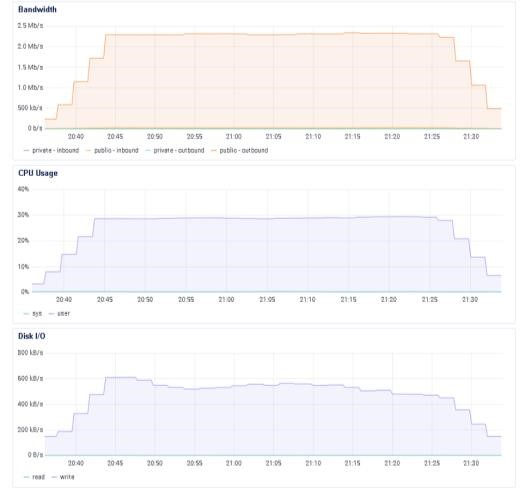 Bandwidth
2.5 Mb/s
2.0 Mb/s
1.5 Mb/s
1.0 Mb/s
500 kb/s
0 b/s
20:40 20:45 20:50 20:55 21:00 21:05 21:10 21:15 21:20 21:25 21:30
private - inbound public - inbound private - outbound public - outbound
CPU Usage
40%
30%
20%
10%
0%
20:40 20:45 20:50 20:55 21:00 21:05 21:10 21:15 21:20 21:25 21:30
sys user
Disk I/O
800 kB/s
600 kB/s
400 kB/s
200 kB/s
0 B/s
20:40 20:45 20:50 20:55 21:00 21:05 21:10 21:15 21:20 21:25 21:30
read write